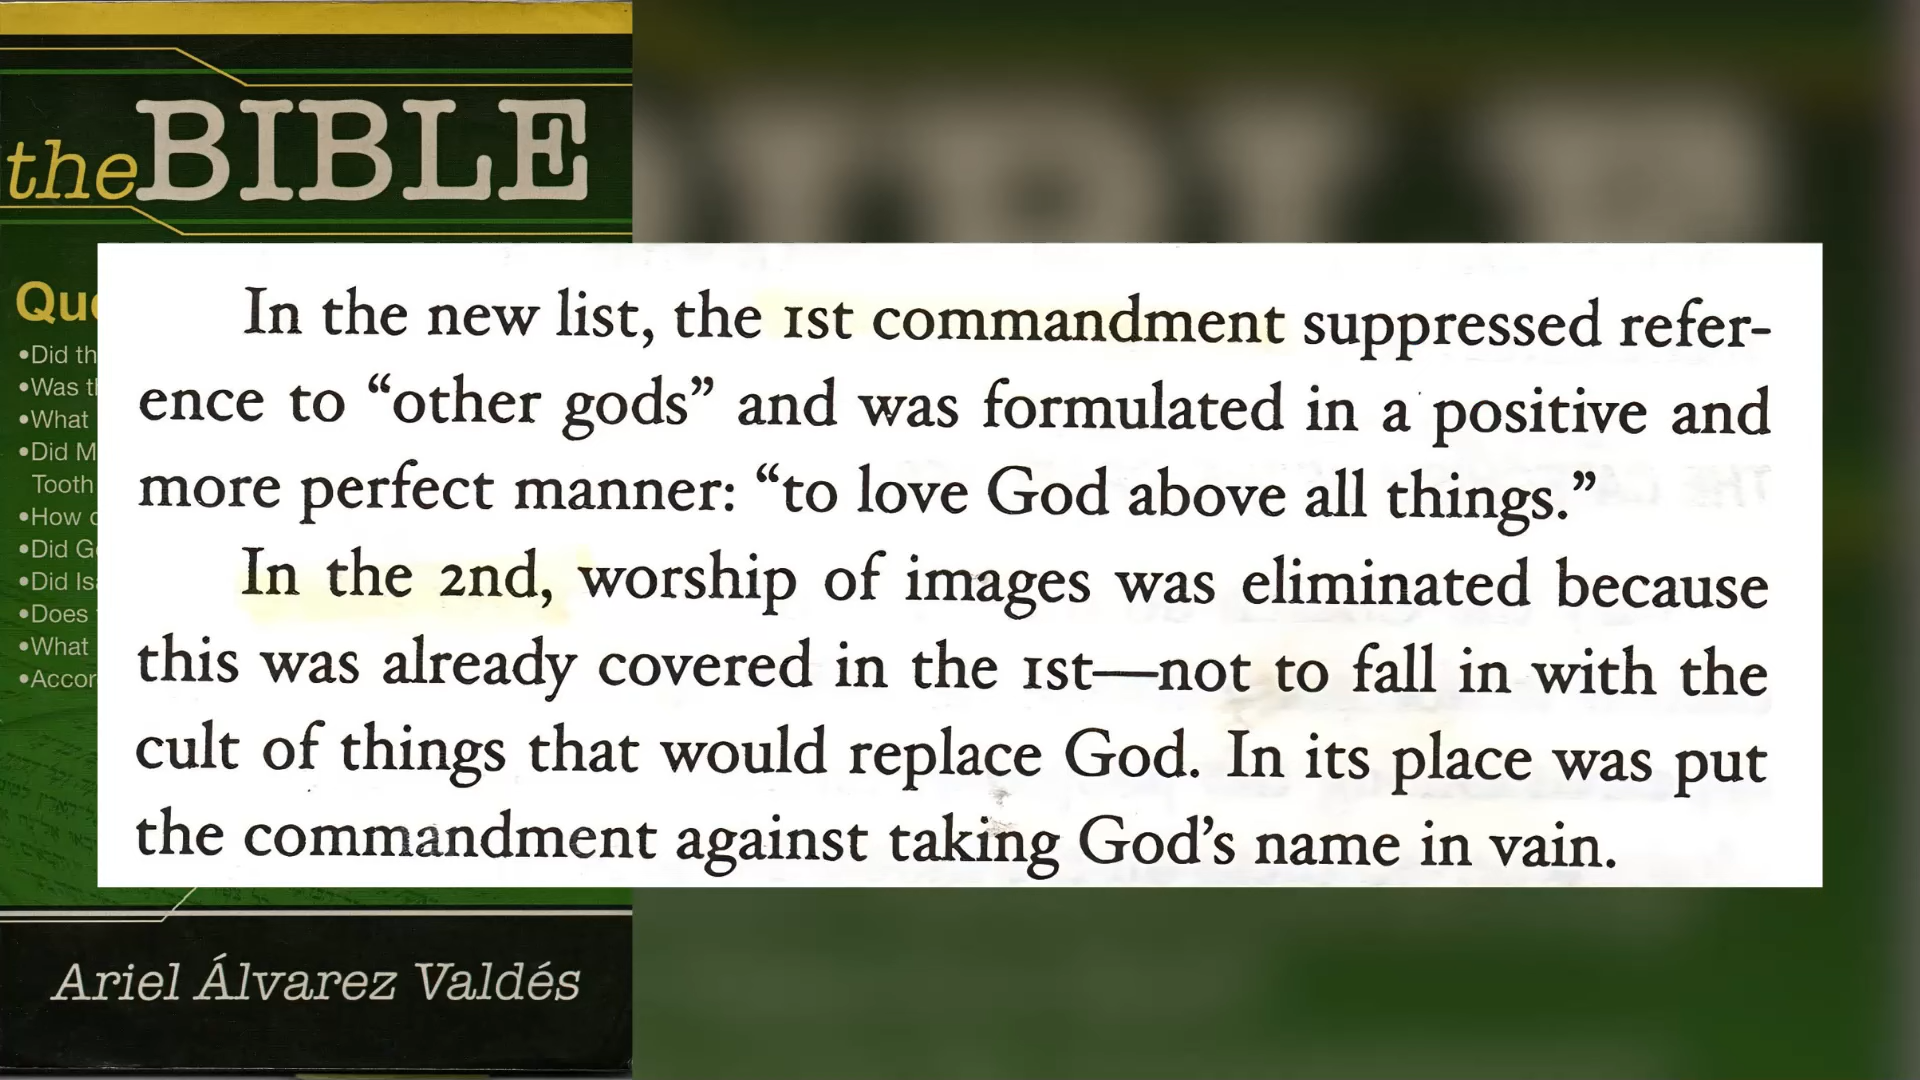 the BIBLE
Que
•Did th
•Was t
•What
•Did M
Tooth
•How
•Did G
•Did Is
•Does
•What
•Accor
In the new list, the 1st commandment suppressed refer-
ence to “other gods” and was formulated in a positive and
more perfect manner: “to love God above all things.”
In the 2nd, worship of images was eliminated because
this was already covered in the 1st—not to fall in with the
cult of things that would replace God. In its place was put
the commandment against taking God’s name in vain.
Ariel Álvarez Valdés